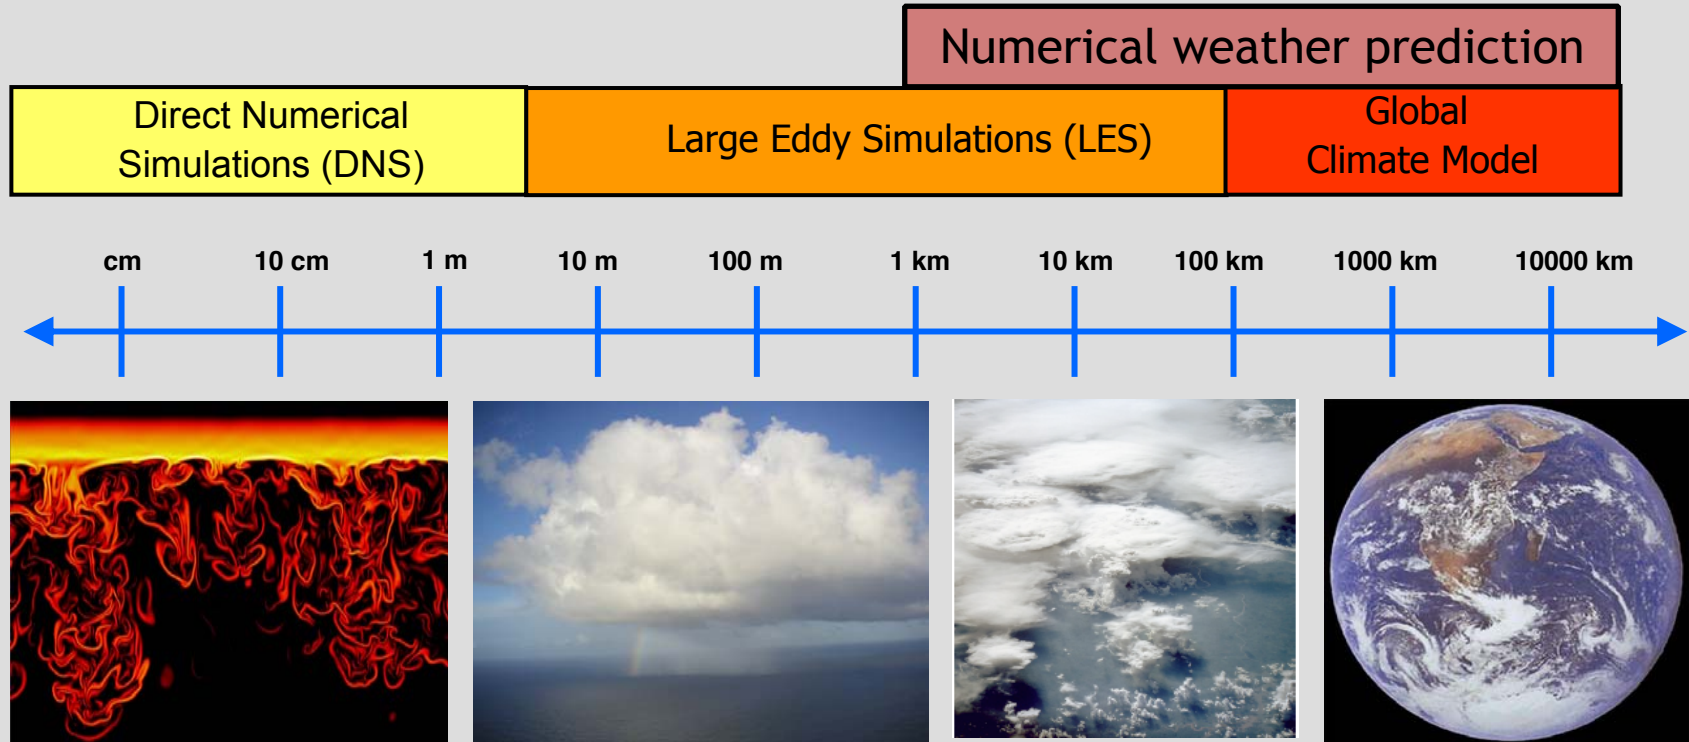 Numerical weather prediction
Direct Numerical
Simulations (DNS)
Large Eddy Simulations (LES)
Global
Climate Model
cm 10 cm 1 m 10 m 100 m 1 km 10 km 100 km 1000 km 10000 km